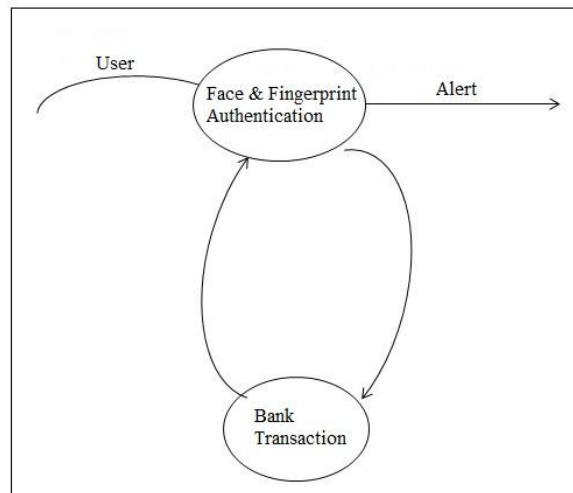 User
Face & Fingerprint
Authentication
Alert
Bank
Transaction